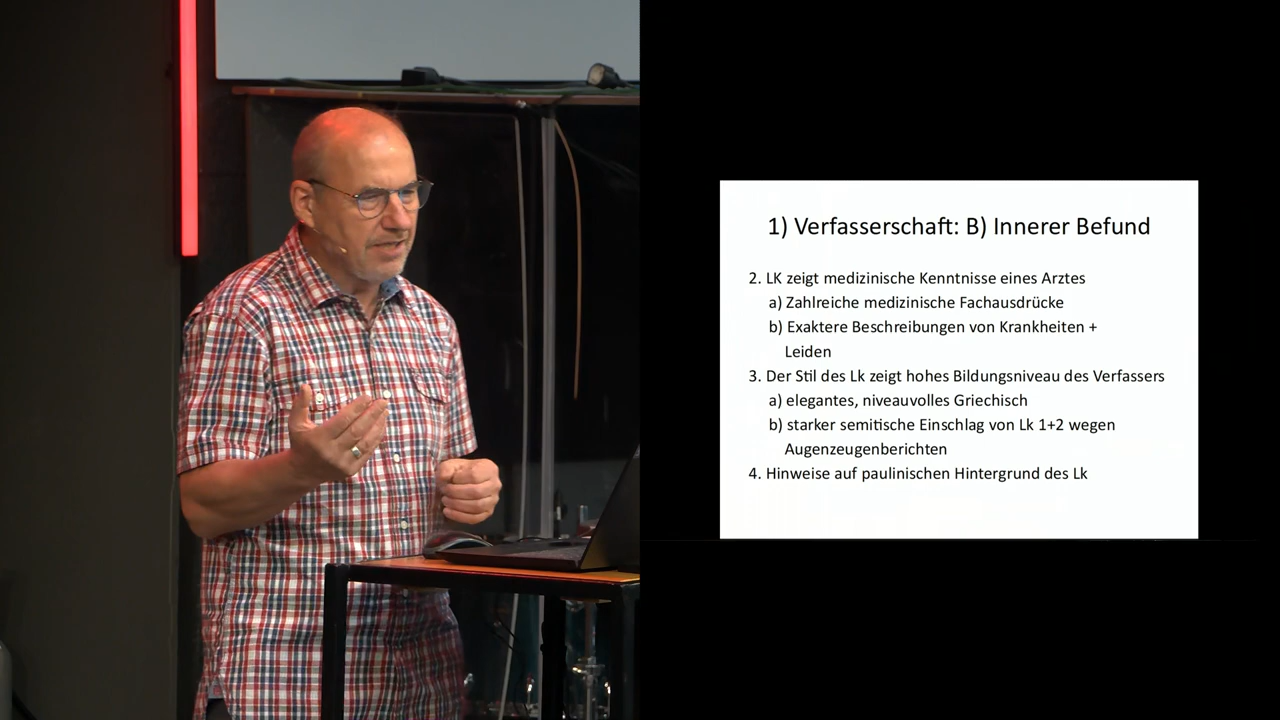 1) Verfasserschaft: B) Innerer Befund
2. LK zeigt medizinische Kenntnisse eines Arztes
a) Zahlreiche medizinische Fachausdrücke
b) Exaktere Beschreibungen von Krankheiten +
Leiden
3. Der Stil des Lk zeigt hohes Bildungsniveau des Verfassers
a) elegantes, niveauvolles Griechisch
b) starker semitische Einschlag von Lk 1+2 wegen
Augenzeugenberichten
4. Hinweise auf paulinischen Hintergrund des Lk